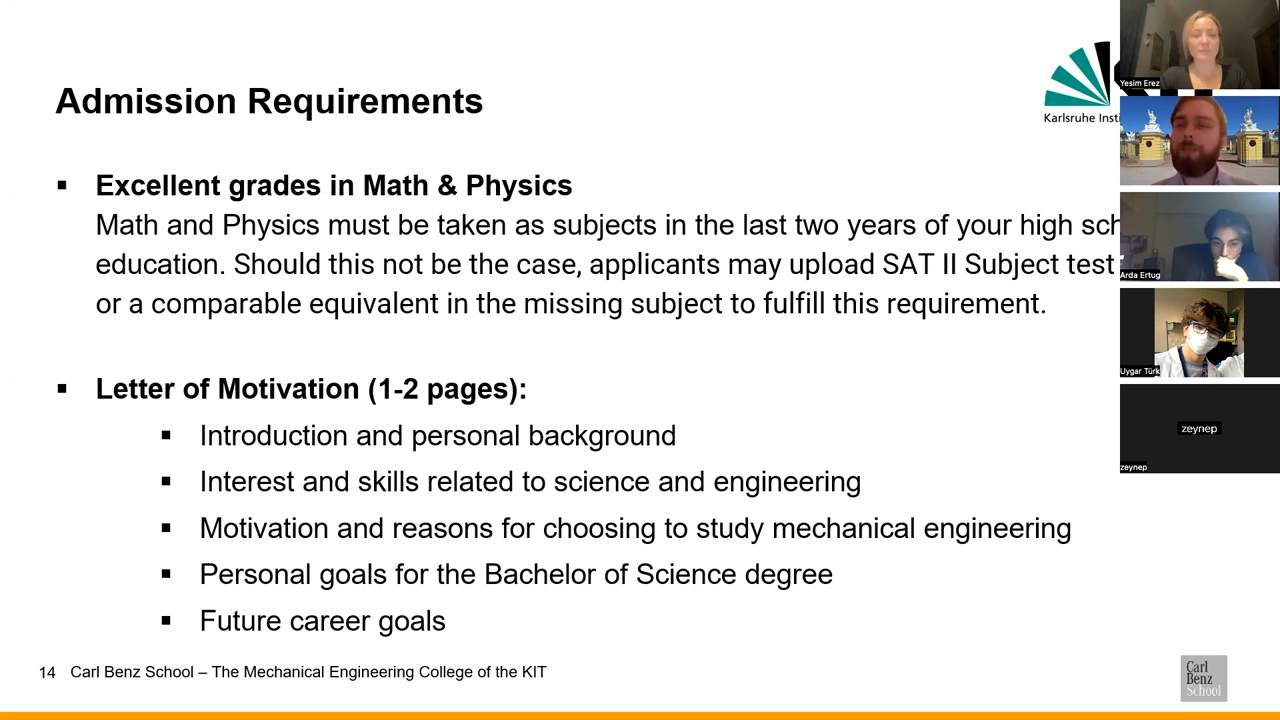 Admission Requirements
Karlsruhe Insti
▪ Excellent grades in Math & Physics
Math and Physics must be taken as subjects in the last two years of your high sch
education. Should this not be the case, applicants may upload SAT II Subject test
or a comparable equivalent in the missing subject to fulfill this requirement.
▪ Letter of Motivation (1-2 pages):
▪ Introduction and personal background
▪ Interest and skills related to science and engineering
▪ Motivation and reasons for choosing to study mechanical engineering
▪ Personal goals for the Bachelor of Science degree
▪ Future career goals
14 Carl Benz School – The Mechanical Engineering College of the KIT
Carl
Benz
School
Yesim Erez
Arda Ertug
Uygar Türk
zeynep
zeynep